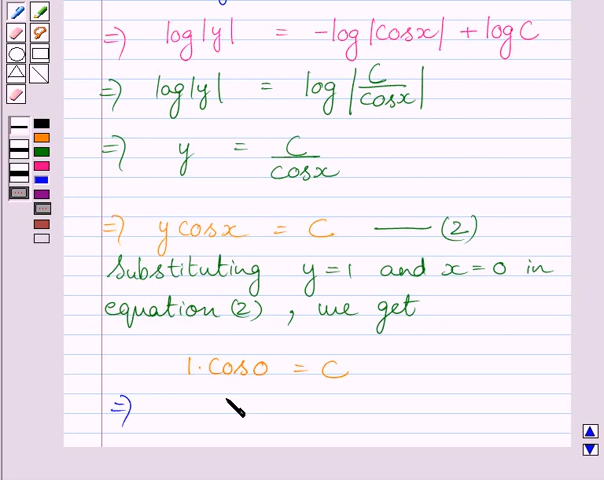 ⇒ log|y| = -log|cosx| + logC
⇒ log|y| = log|C/cosx|
⇒ y = C/cosx
⇒ ycosx = C —— (2)
Substituting y=1 and x=0 in
equation (2), we get
1.cos0 = C
⇒